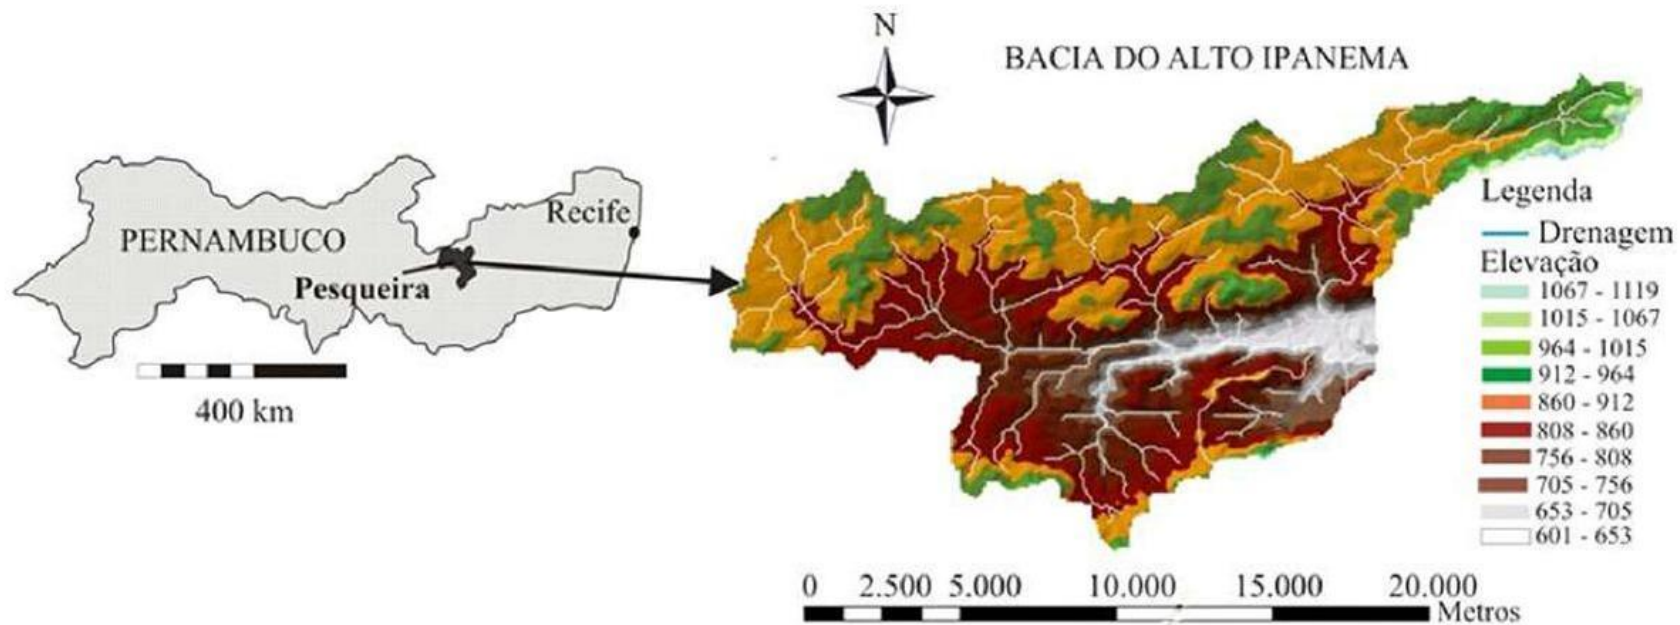 N
BACIA DO ALTO IPANEMA
Recife
PERNAMBUCO
Pesqueira
400 km
Legenda
Drenagem
Elevação
1067 - 1119
1015 - 1067
964 - 1015
912 - 964
860 - 912
808 - 860
756 - 808
705 - 756
653 - 705
601 - 653
0 2.500 5.000 10.000 15.000 20.000
Metros